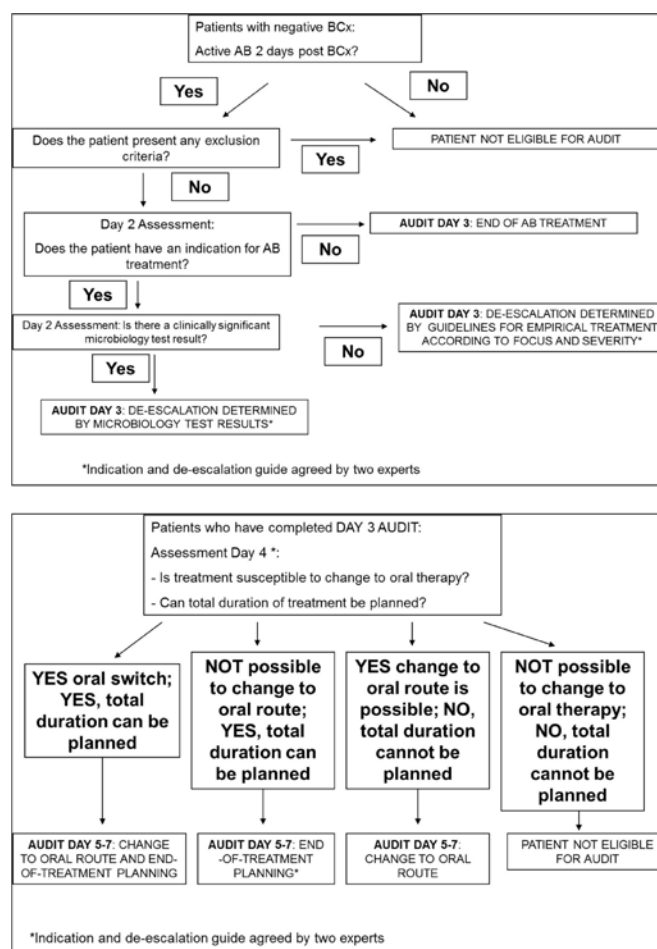 Patients with negative BCx:
Active AB 2 days post BCx?
Yes
No
Does the patient present any exclusion
criteria?
Yes
PATIENT NOT ELIGIBLE FOR AUDIT
No
Day 2 Assessment:
Does the patient have an indication for AB
treatment?
No
AUDIT DAY 3: END OF AB TREATMENT
Yes
Day 2 Assessment: Is there a clinically significant
microbiology test result?
No
AUDIT DAY 3: DE-ESCALATION DETERMINED
BY GUIDELINES FOR EMPIRICAL TREATMENT
ACCORDING TO FOCUS AND SEVERITY*
Yes
AUDIT DAY 3: DE-ESCALATION DETERMINED
BY MICROBIOLOGY TEST RESULTS*
*Indication and de-escalation guide agreed by two experts
Patients who have completed DAY 3 AUDIT:
Assessment Day 4 *:
- Is treatment susceptible to change to oral therapy?
- Can total duration of treatment be planned?
YES oral switch;
YES, total
duration can be
planned
NOT possible
to change to
oral route;
YES, total
duration can
be planned
YES change to
oral route is
possible; NO,
total duration
cannot be
planned
NOT possible
to change to
oral therapy;
NO, total
duration
cannot be
planned
AUDIT DAY 5-7: CHANGE
TO ORAL ROUTE AND END-
OF-TREATMENT PLANNING
AUDIT DAY 5-7: END
-OF-TREATMENT
PLANNING*
AUDIT DAY 5-7:
CHANGE TO ORAL
ROUTE
PATIENT NOT ELIGIBLE
FOR AUDIT
*Indication and de-escalation guide agreed by two experts